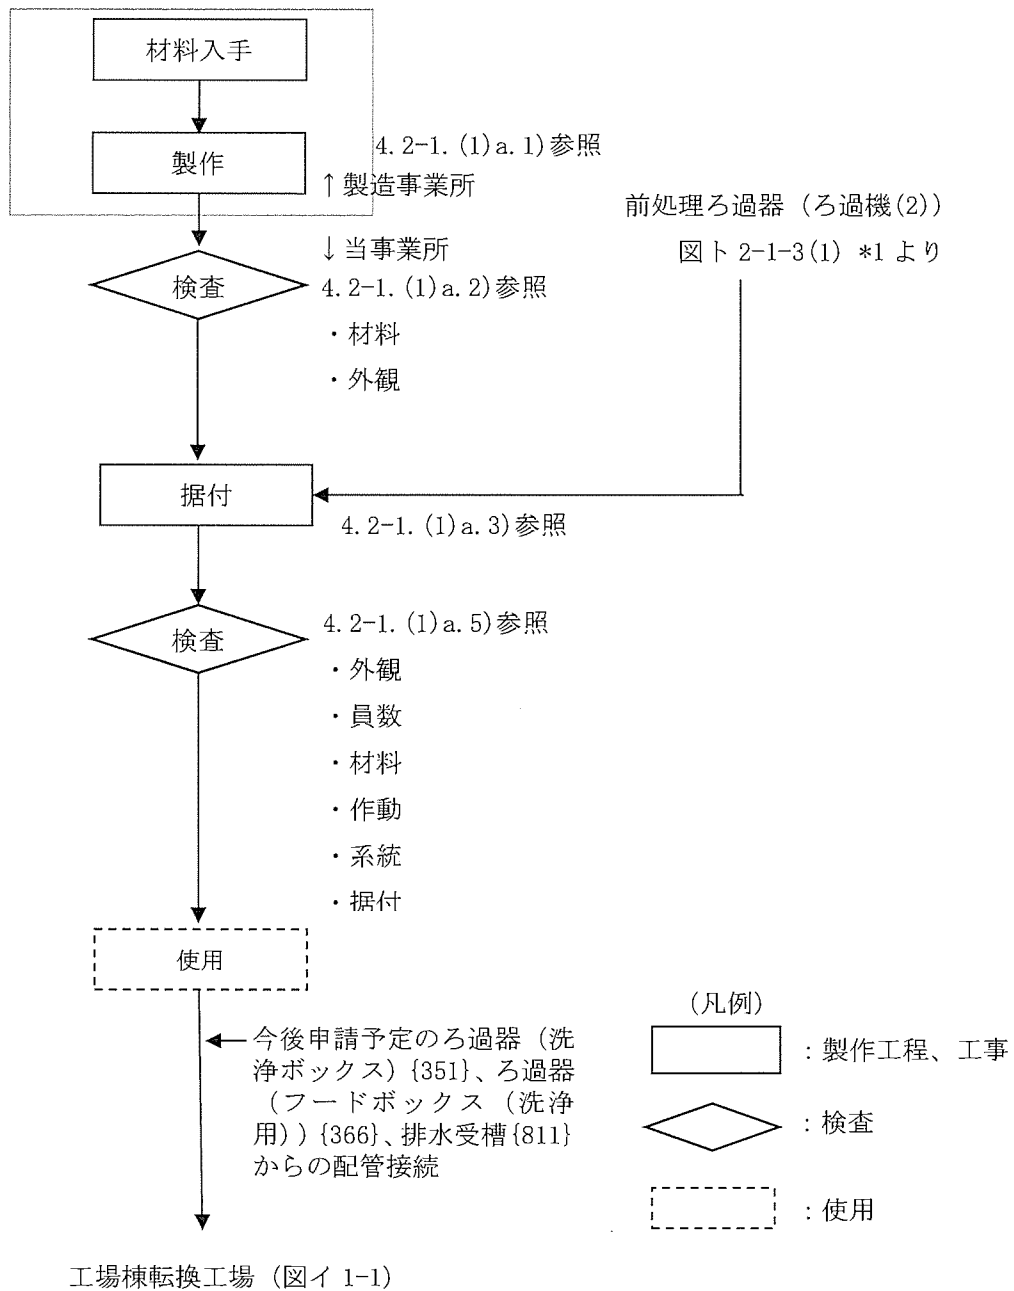 材料入手
製作
4.2-1.(1)a.1)参照
↑製造事業所
前処理ろ過器（ろ過機(2)）
図ト 2-1-3(1) *1 より
↓当事業所
検査
4.2-1.(1)a.2)参照
・材料
・外観
据付
4.2-1.(1)a.3)参照
検査
4.2-1.(1)a.5)参照
・外観
・員数
・材料
・作動
・系統
・据付
使用
今後申請予定のろ過器（洗
浄ボックス）{351}、ろ過器
（フードボックス（洗浄
用））{366}、排水受槽{811}
からの配管接続
(凡例)
：製作工程、工事
：検査
：使用
工場棟転換工場（図イ 1-1）